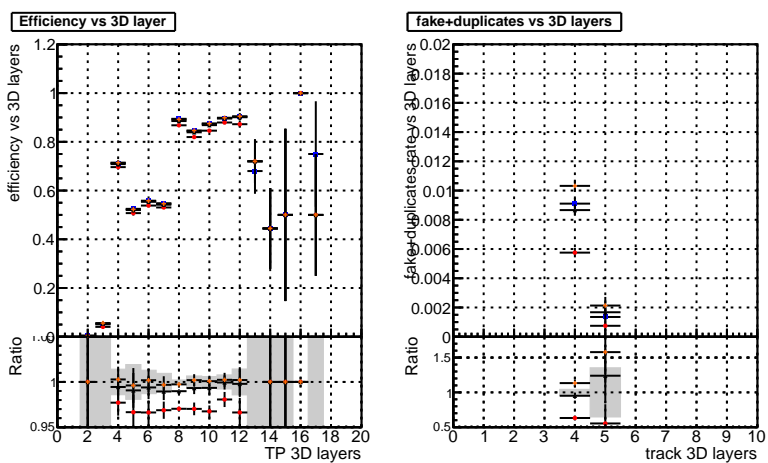 Efficiency vs 3D layer
efficiency vs 3D layers
1.2
1
0.8
0.6
0.4
0.2
0
Ratio
1
0.95
0 2 4 6 8 10 12 14 16 18 20
TP 3D layers
fake+duplicates vs 3D layers
fake+duplicates rate vs 3D layers
0.02
0.018
0.016
0.014
0.012
0.01
0.008
0.006
0.004
0.002
0
Ratio
1.5
1
0.5
0 1 2 3 4 5 6 7 8 9 10
track 3D layers